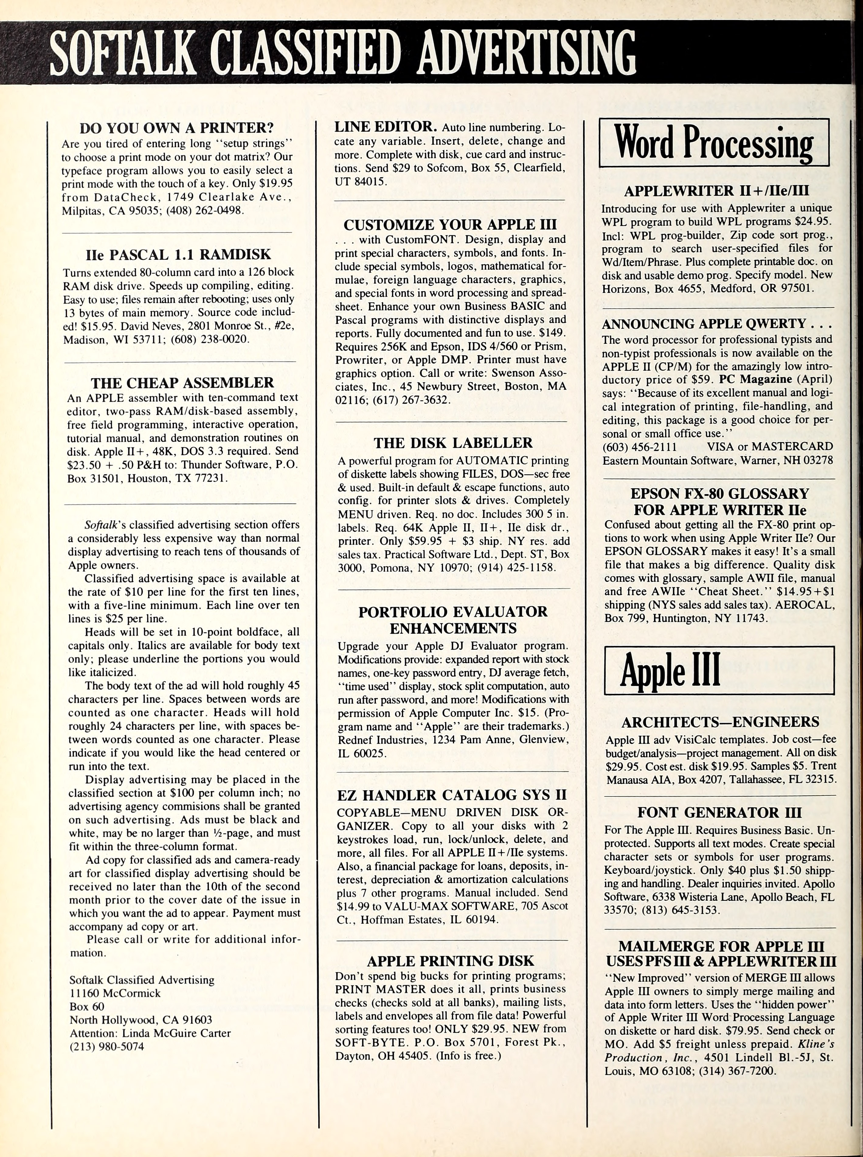 SOFTALK CLASSIFIED ADVERTISING
DO YOU OWN A PRINTER?
Are you tired of entering long "setup strings"
to choose a print mode on your dot matrix? Our
typeface program allows you to easily select a
print mode with the touch of a key. Only $19.95
from DataCheck, 1749 Clearlake Ave.,
Milpitas, CA 95035; (408) 262-0498.
IIe PASCAL 1.1 RAMDISK
Turns extended 80-column card into a 126 block
RAM disk drive. Speeds up compiling, editing.
Easy to use; files remain after rebooting; uses only
13 bytes of main memory. Source code includ-
ed! $15.95. David Neves, 2801 Monroe St., #2e,
Madison, WI 53711; (608) 238-0020.
THE CHEAP ASSEMBLER
An APPLE assembler with ten-command text
editor, two-pass RAM/disk-based assembly,
free field programming, interactive operation,
tutorial manual, and demonstration routines on
disk. Apple II+, 48K, DOS 3.3 required. Send
$23.50 + .50 P&H to: Thunder Software, P.O.
Box 31501, Houston, TX 77231.
Softalk's classified advertising section offers
a considerably less expensive way than normal
display advertising to reach tens of thousands of
Apple owners.
Classified advertising space is available at
the rate of $10 per line for the first ten lines,
with a five-line minimum. Each line over ten
lines is $25 per line.
Heads will be set in 10-point boldface, all
capitals only. Italics are available for body text
only; please underline the portions you would
like italicized.
The body text of the ad will hold roughly 45
characters per line. Spaces between words are
counted as one character. Heads will hold
roughly 24 characters per line, with spaces be-
tween words counted as one character. Please
indicate if you would like the head centered or
run into the text.
Display advertising may be placed in the
classified section at $100 per column inch; no
advertising agency commisions shall be granted
on such advertising. Ads must be black and
white, may be no larger than ½-page, and must
fit within the three-column format.
Ad copy for classified ads and camera-ready
art for classified display advertising should be
received no later than the 10th of the second
month prior to the cover date of the issue in
which you want the ad to appear. Payment must
accompany ad copy or art.
Please call or write for additional infor-
mation.
Softalk Classified Advertising
11160 McCormick
Box 60
North Hollywood, CA 91603
Attention: Linda McGuire Carter
(213) 980-5074
LINE EDITOR. Auto line numbering. Lo-
cate any variable. Insert, delete, change and
more. Complete with disk, cue card and instruc-
tions. Send $29 to Sofcom, Box 55, Clearfield,
UT 84015.
CUSTOMIZE YOUR APPLE III
. . . with CustomFONT. Design, display and
print special characters, symbols, and fonts. In-
clude special symbols, logos, mathematical for-
mulae, foreign language characters, graphics,
and special fonts in word processing and spread-
sheet. Enhance your own Business BASIC and
Pascal programs with distinctive displays and
reports. Fully documented and fun to use. $149.
Requires 256K and Epson, IDS 4/560 or Prism,
Prowriter, or Apple DMP. Printer must have
graphics option. Call or write: Swenson Asso-
ciates, Inc., 45 Newbury Street, Boston, MA
02116; (617) 267-3632.
THE DISK LABELLER
A powerful program for AUTOMATIC printing
of diskette labels showing FILES, DOS—sec free
& used. Built-in default & escape functions, auto
config. for printer slots & drives. Completely
MENU driven. Req. no doc. Includes 300 5 in.
labels. Req. 64K Apple II, II+, IIe disk dr.,
printer. Only $59.95 + $3 ship. NY res. add
sales tax. Practical Software Ltd., Dept. ST, Box
3000, Pomona, NY 10970; (914) 425-1158.
PORTFOLIO EVALUATOR
ENHANCEMENTS
Upgrade your Apple DJ Evaluator program.
Modifications provide: expanded report with stock
names, one-key password entry, DJ average fetch,
"time used" display, stock split computation, auto
run after password, and more! Modifications with
permission of Apple Computer Inc. $15. (Pro-
gram name and "Apple" are their trademarks.)
Rednef Industries, 1234 Pam Anne, Glenview,
IL 60025.
EZ HANDLER CATALOG SYS II
COPYABLE—MENU DRIVEN DISK OR-
GANIZER. Copy to all your disks with 2
keystrokes load, run, lock/unlock, delete, and
more, all files. For all APPLE II+/IIe systems.
Also, a financial package for loans, deposits, in-
terest, depreciation & amortization calculations
plus 7 other programs. Manual included. Send
$14.99 to VALU-MAX SOFTWARE, 705 Ascot
Ct., Hoffman Estates, IL 60194.
APPLE PRINTING DISK
Don't spend big bucks for printing programs;
PRINT MASTER does it all, prints business
checks (checks sold at all banks), mailing lists,
labels and envelopes all from file data! Powerful
sorting features too! ONLY $29.95. NEW from
SOFT-BYTE. P.O. Box 5701, Forest Pk.,
Dayton, OH 45405. (Info is free.)
Word Processing
APPLEWRITER II+/IIe/III
Introducing for use with Applewriter a unique
WPL program to build WPL programs $24.95.
Incl: WPL prog-builder, Zip code sort prog.,
program to search user-specified files for
Wd/Item/Phrase. Plus complete printable doc. on
disk and usable demo prog. Specify model. New
Horizons, Box 4655, Medford, OR 97501.
ANNOUNCING APPLE QWERTY . . .
The word processor for professional typists and
non-typist professionals is now available on the
APPLE II (CP/M) for the amazingly low intro-
ductory price of $59. PC Magazine (April)
says: "Because of its excellent manual and logi-
cal integration of printing, file-handling, and
editing, this package is a good choice for per-
sonal or small office use."
(603) 456-2111 VISA or MASTERCARD
Eastern Mountain Software, Warner, NH 03278
EPSON FX-80 GLOSSARY
FOR APPLE WRITER IIe
Confused about getting all the FX-80 print op-
tions to work when using Apple Writer IIe? Our
EPSON GLOSSARY makes it easy! It's a small
file that makes a big difference. Quality disk
comes with glossary, sample AWII file, manual
and free AWIIe "Cheat Sheet." $14.95+$1
shipping (NYS sales add sales tax). AEROCAL,
Box 799, Huntington, NY 11743.
Apple III
ARCHITECTS—ENGINEERS
Apple III adv VisiCalc templates. Job cost—fee
budget/analysis—project management. All on disk
$29.95. Cost est. disk $19.95. Samples $5. Trent
Manausa AIA, Box 4207, Tallahassee, FL 32315.
FONT GENERATOR III
For The Apple III. Requires Business Basic. Un-
protected. Supports all text modes. Create special
character sets or symbols for user programs.
Keyboard/joystick. Only $40 plus $1.50 shipp-
ing and handling. Dealer inquiries invited. Apollo
Software, 6338 Wisteria Lane, Apollo Beach, FL
33570; (813) 645-3153.
MAILMERGE FOR APPLE III
USES PFS III & APPLEWRITER III
"New Improved" version of MERGE III allows
Apple III owners to simply merge mailing and
data into form letters. Uses the "hidden power"
of Apple Writer III Word Processing Language
on diskette or hard disk. $79.95. Send check or
MO. Add $5 freight unless prepaid. Kline's
Production, Inc., 4501 Lindell Bl.-5J, St.
Louis, MO 63108; (314) 367-7200.